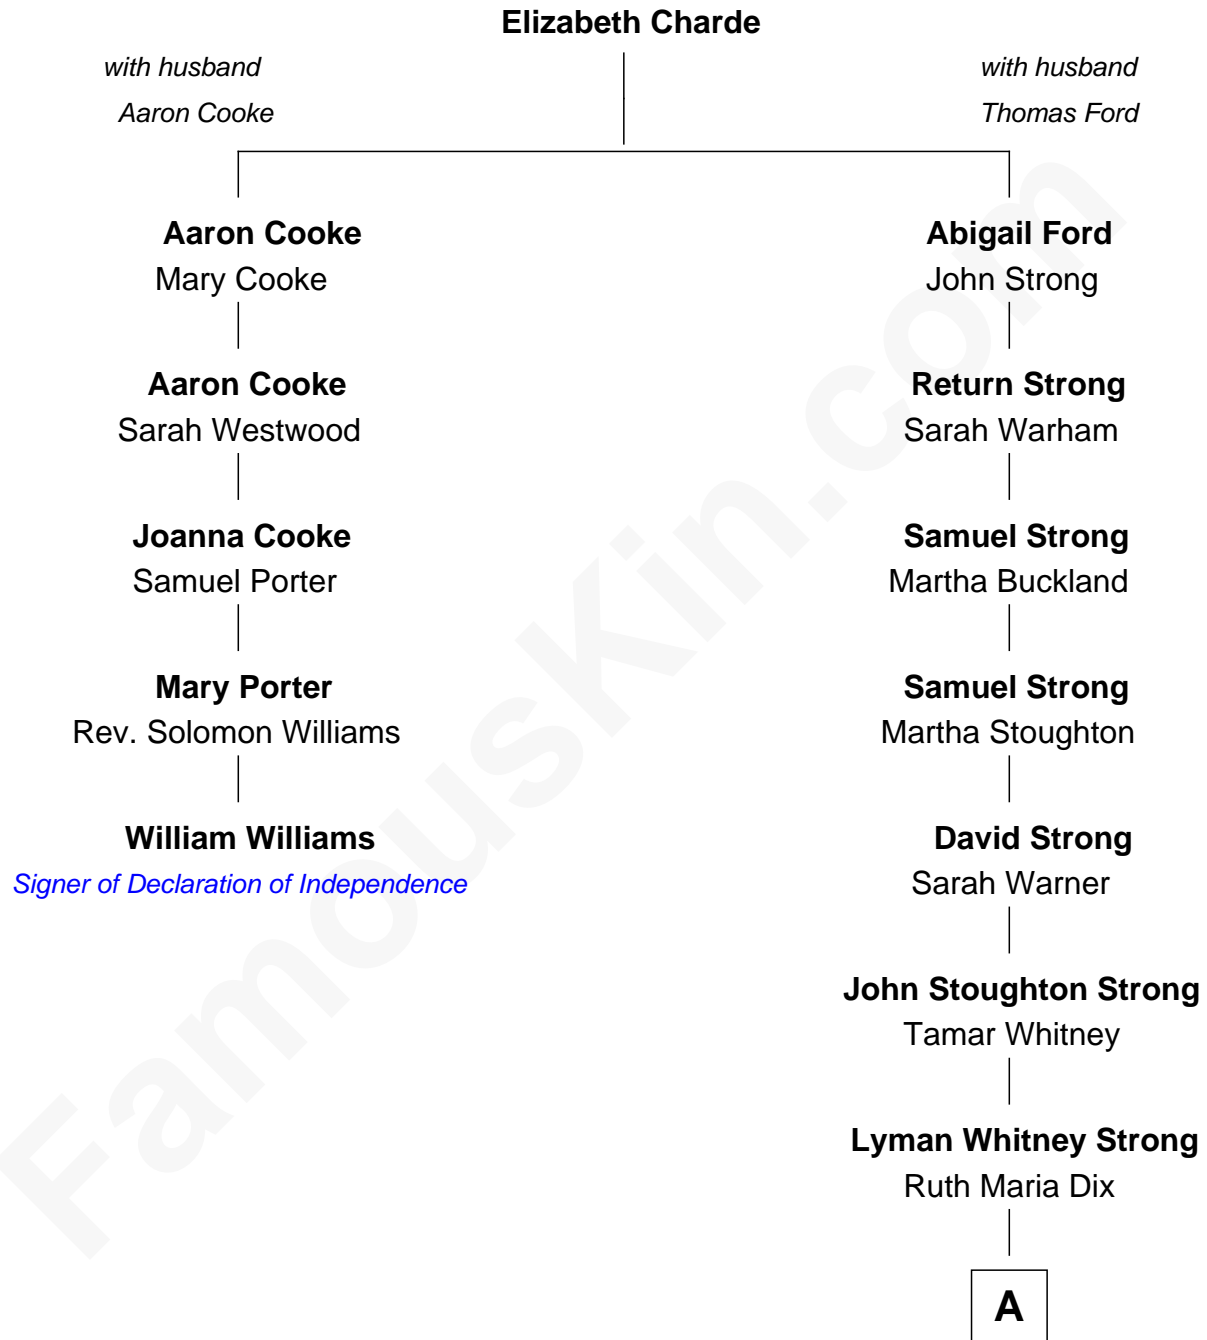 Elizabeth Charde
with husband
Aaron Cooke
with husband
Thomas Ford
Aaron Cooke
Mary Cooke
Abigail Ford
John Strong
Aaron Cooke
Sarah Westwood
Return Strong
Sarah Warham
Joanna Cooke
Samuel Porter
Samuel Strong
Martha Buckland
Mary Porter
Rev. Solomon Williams
Samuel Strong
Martha Stoughton
William Williams
Signer of Declaration of Independence
David Strong
Sarah Warner
John Stoughton Strong
Tamar Whitney
Lyman Whitney Strong
Ruth Maria Dix
A
FamousKin.com